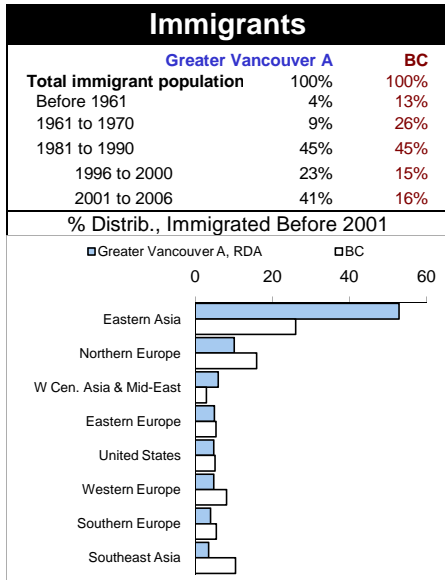 Immigrants
Greater Vancouver A BC
Total immigrant population 100% 100%
Before 1961 4% 13%
1961 to 1970 9% 26%
1981 to 1990 45% 45%
1996 to 2000 23% 15%
2001 to 2006 41% 16%
% Distrib., Immigrated Before 2001
Greater Vancouver A, RDA BC
0 20 40 60
Eastern Asia
Northern Europe
W Cen. Asia & Mid-East
Eastern Europe
United States
Western Europe
Southern Europe
Southeast Asia